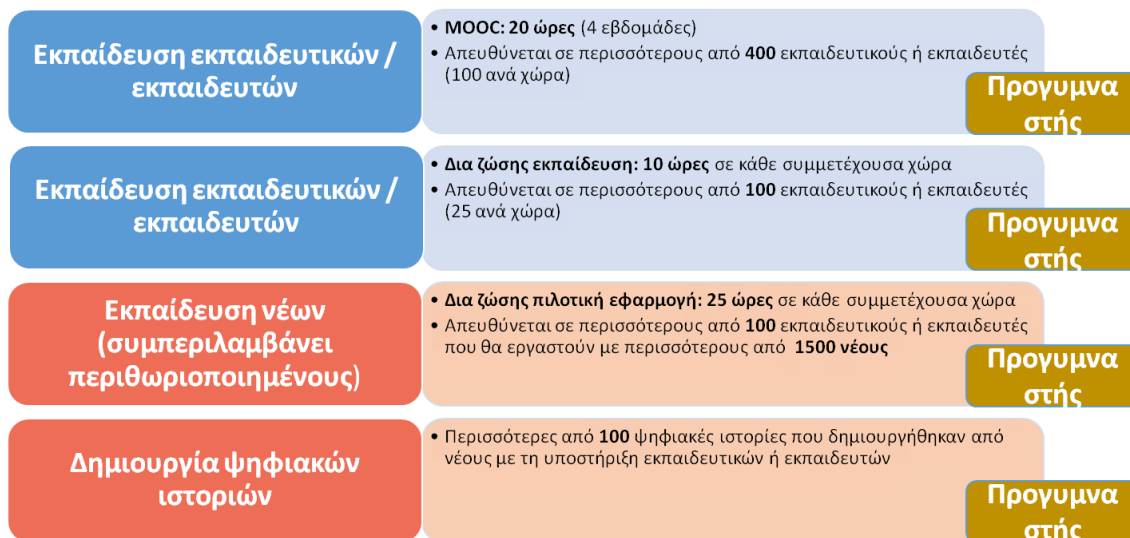 Εκπαίδευση εκπαιδευτικών /
εκπαιδευτών
• MOOC: 20 ώρες (4 εβδομάδες)
• Απευθύνεται σε περισσότερους από 400 εκπαιδευτικούς ή εκπαιδευτές
(100 ανά χώρα)
Προγυμνα
στής
Εκπαίδευση εκπαιδευτικών /
εκπαιδευτών
• Δια ζώσης εκπαίδευση: 10 ώρες σε κάθε συμμετέχουσα χώρα
• Απευθύνεται σε περισσότερους από 100 εκπαιδευτικούς ή εκπαιδευτές
(25 ανά χώρα)
Προγυμνα
στής
Εκπαίδευση νέων
(συμπεριλαμβάνει
περιθωριοποιημένους)
• Δια ζώσης πιλοτική εφαρμογή: 25 ώρες σε κάθε συμμετέχουσα χώρα
• Απευθύνεται σε περισσότερους από 100 εκπαιδευτικούς ή εκπαιδευτές
που θα εργαστούν με περισσότερους από 1500 νέους
Προγυμνα
στής
Δημιουργία ψηφιακών
ιστοριών
• Περισσότερες από 100 ψηφιακές ιστορίες που δημιουργήθηκαν από
νέους με τη υποστήριξη εκπαιδευτικών ή εκπαιδευτών
Προγυμνα
στής